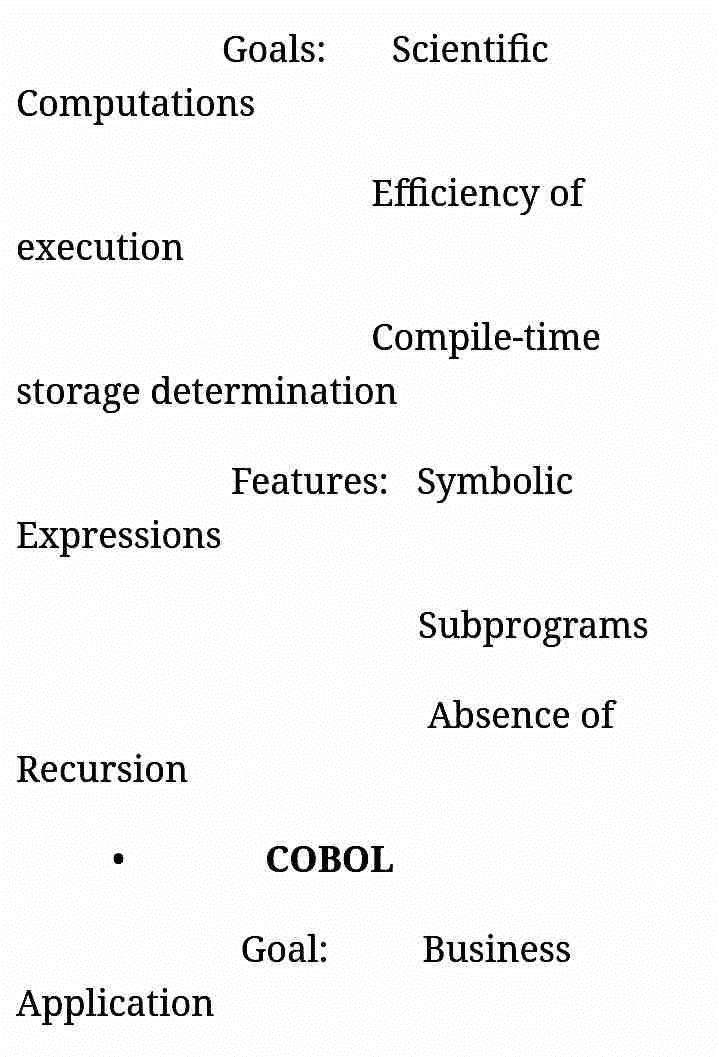 Goals: Scientific
Computations
Efficiency of
execution
Compile-time
storage determination
Features: Symbolic
Expressions
Subprograms
Absence of
Recursion
• COBOL
Goal: Business
Application